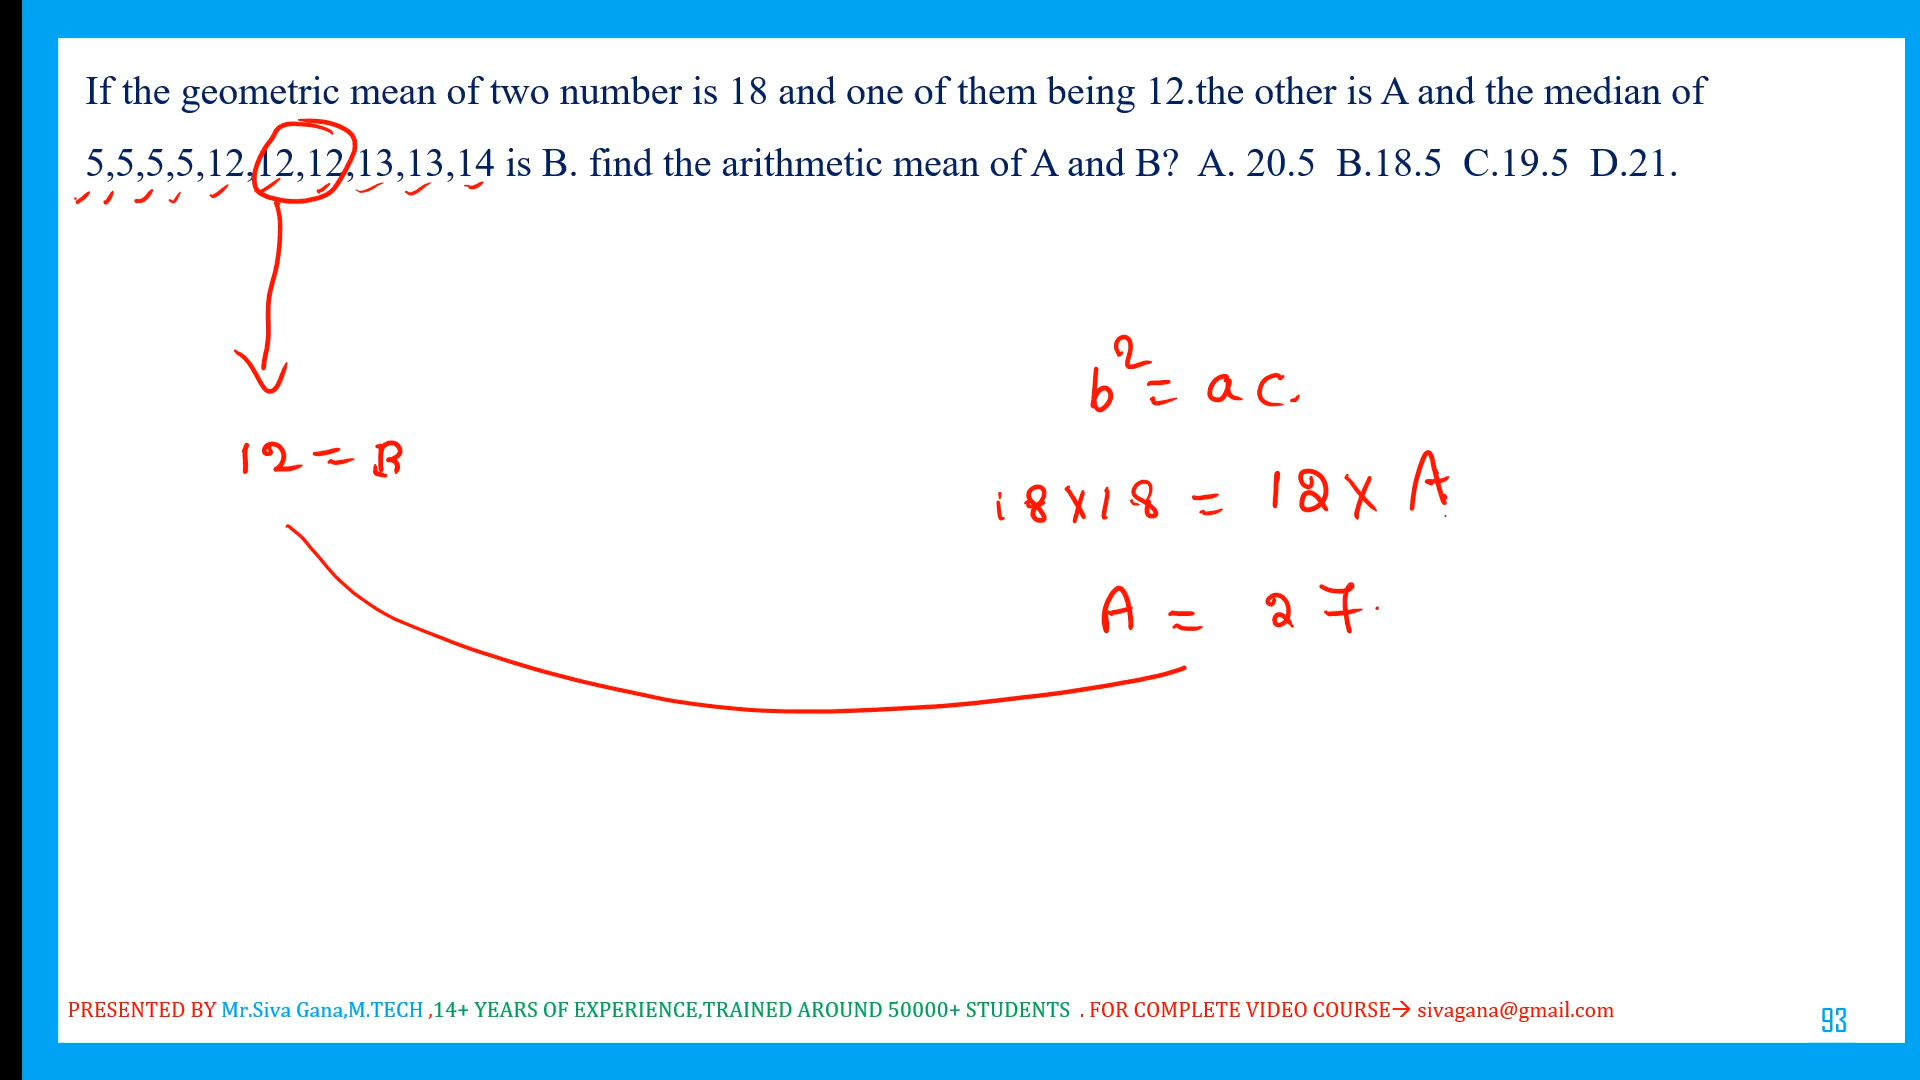 If the geometric mean of two number is 18 and one of them being 12.the other is A and the median of
5,5,5,5,12,12,12,13,13,14 is B. find the arithmetic mean of A and B? A. 20.5 B.18.5 C.19.5 D.21.
b² = ac.
12 = B
18x18 = 12 x A
A = 27.
PRESENTED BY Mr.Siva Gana,M.TECH ,14+ YEARS OF EXPERIENCE,TRAINED AROUND 50000+ STUDENTS . FOR COMPLETE VIDEO COURSE→ sivagana@gmail.com
93